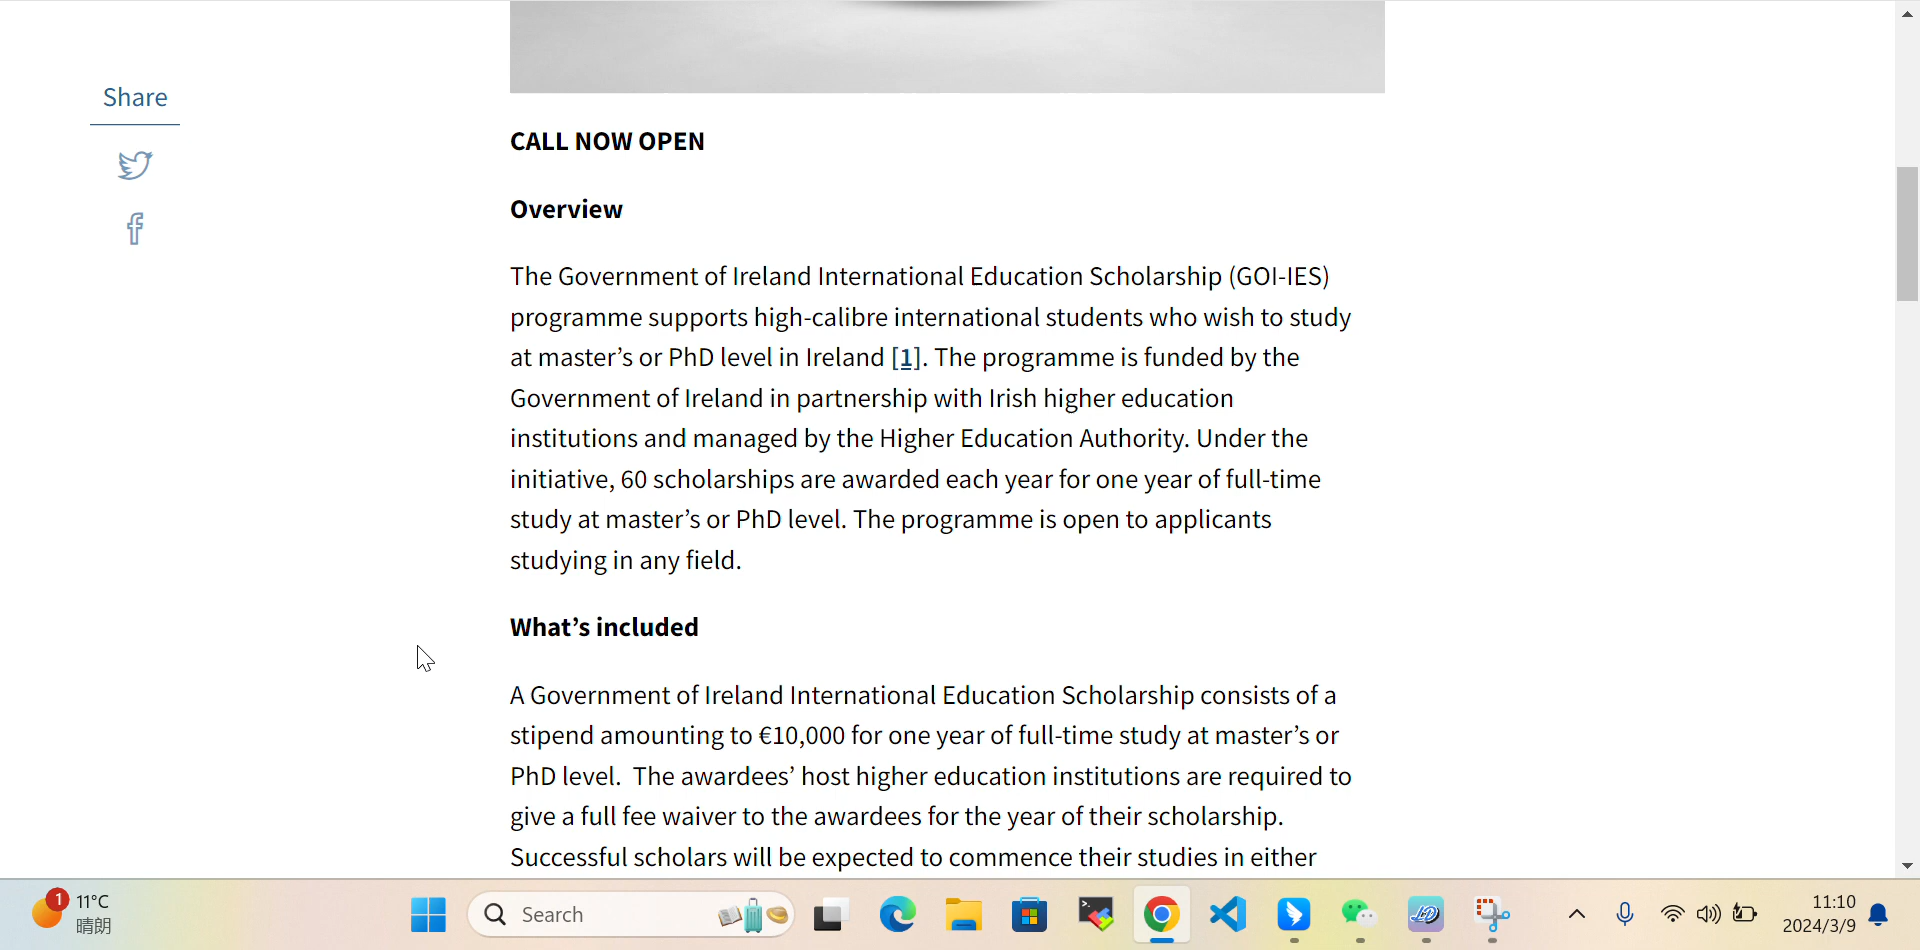 Share
CALL NOW OPEN
Overview
The Government of Ireland International Education Scholarship (GOI-IES)
programme supports high-calibre international students who wish to study
at master’s or PhD level in Ireland [1]. The programme is funded by the
Government of Ireland in partnership with Irish higher education
institutions and managed by the Higher Education Authority. Under the
initiative, 60 scholarships are awarded each year for one year of full-time
study at master’s or PhD level. The programme is open to applicants
studying in any field.
What’s included
A Government of Ireland International Education Scholarship consists of a
stipend amounting to €10,000 for one year of full-time study at master’s or
PhD level.  The awardees’ host higher education institutions are required to
give a full fee waiver to the awardees for the year of their scholarship.
Successful scholars will be expected to commence their studies in either
1
11°C
晴朗
Search
11:10
2024/3/9